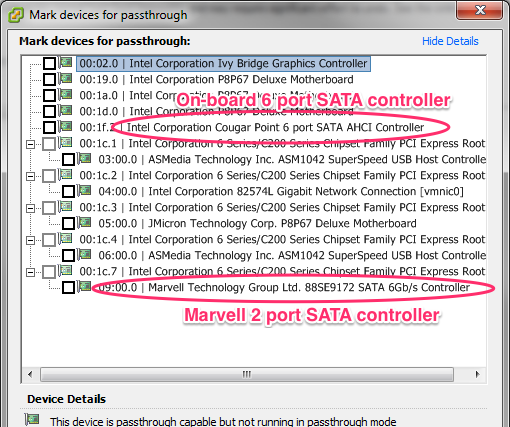 Mark devices for passthrough
Mark devices for passthrough:
Hide Details
00:02.0 | Intel Corporation Ivy Bridge Graphics Controller
00:19.0 | Intel Corporation P8P67 Deluxe Motherboard
00:1a.0 | Intel Corporation P8P67 Deluxe Motherboard
00:1d.0 | Intel Corporation P8P67 Deluxe Motherboard
On-board 6 port SATA controller
00:1f.2 | Intel Corporation Cougar Point 6 port SATA AHCI Controller
00:1c.1 | Intel Corporation 6 Series/C200 Series Chipset Family PCI Express Root
03:00.0 | ASMedia Technology Inc. ASM1042 SuperSpeed USB Host Controlle
00:1c.2 | Intel Corporation 6 Series/C200 Series Chipset Family PCI Express Root
04:00.0 | Intel Corporation 82574L Gigabit Network Connection [vmnic0]
00:1c.3 | Intel Corporation 6 Series/C200 Series Chipset Family PCI Express Root
05:00.0 | JMicron Technology Corp. P8P67 Deluxe Motherboard
00:1c.4 | Intel Corporation 6 Series/C200 Series Chipset Family PCI Express Root
06:00.0 | ASMedia Technology Inc. ASM1042 SuperSpeed USB Host Controlle
00:1c.7 | Intel Corporation 6 Series/C200 Series Chipset Family PCI Express Root
09:00.0 | Marvell Technology Group Ltd. 88SE9172 SATA 6Gb/s Controller
Marvell 2 port SATA controller
Device Details
This device is passthrough capable but not running in passthrough mode